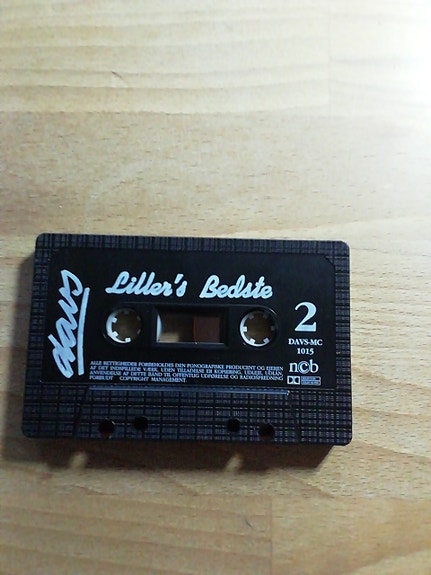 Liller's Bedste
davs
2
DAVS-MC
1015
ncb
ALLE RETTIGHEDER FORBEHOLDES DEN FONOGRAFISKE PRODUCENT OG EJEREN
AF DET INDSPILLEDE VÆRK. UDEN TILLADELSE ER KOPIERING, UDLEJE, UDLÅN,
ANVENDELSE AF DETTE BÅND TIL OFFENTLIG UDFØRELSE OG RADIOSPREDNING
FORBUDT COPYRIGHT MANAGEMENT.